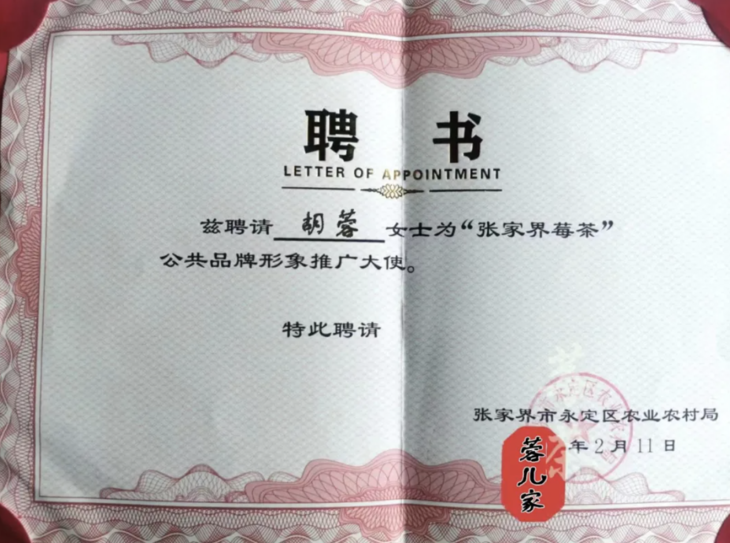 聘 书
LETTER OF APPOINTMENT
兹聘请 胡蓉 女士为“张家界莓茶”
公共品牌形象推广大使。
特此聘请
张家界市永定区农业农村局
年2月11日
蓉儿家